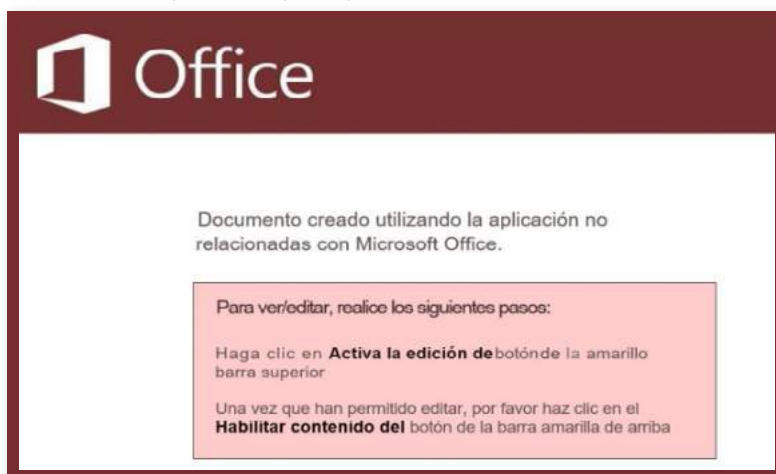 Office
Documento creado utilizando la aplicación no
relacionadas con Microsoft Office.
Para ver/editar, realice los siguientes pasos:
Haga clic en Activa la edición de botónde la amarillo
barra superior
Una vez que han permitido editar, por favor haz clic en el
Habilitar contenido del botón de la barra amarilla de arriba